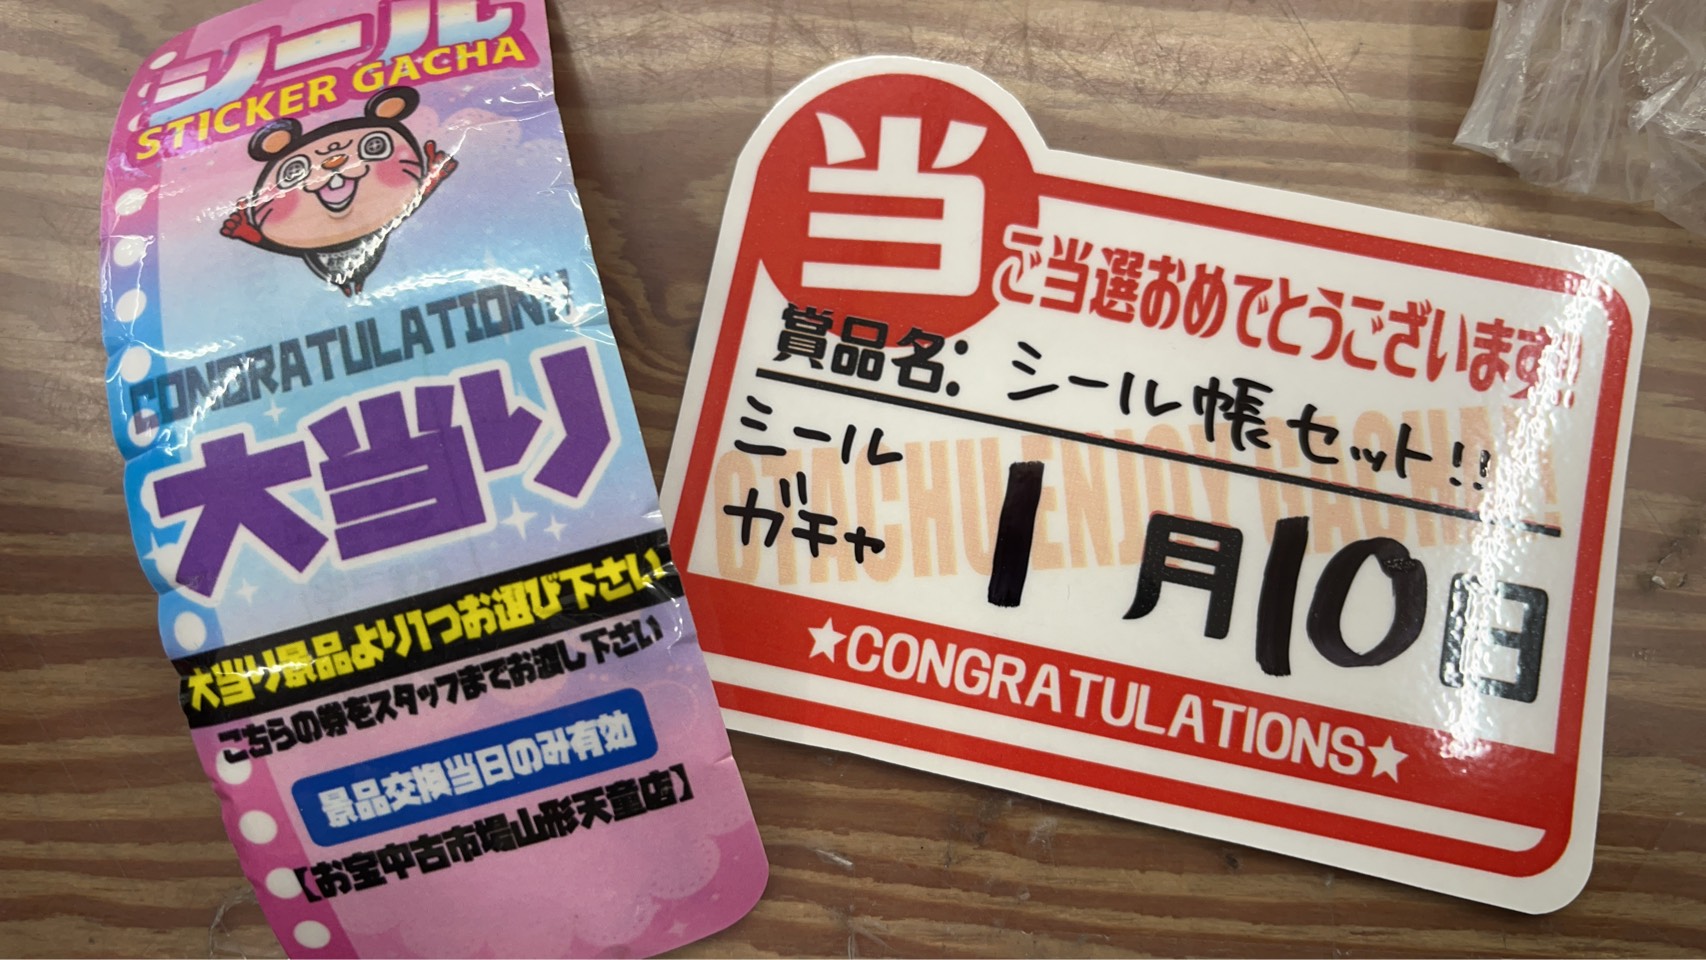 シール
STICKER GACHA
CONGRATULATION!!
大当り
大当り景品より1つお選び下さい
こちらの券をスタッフまでお渡し下さい
景品交換当日のみ有効
【お宝中古市場山形天童店】
当
ご当選おめでとうございます!!
賞品名: シール帳セット!!
シール
ガチャ
1月10日
OTACHU ENJOY GACHA
★CONGRATULATIONS★